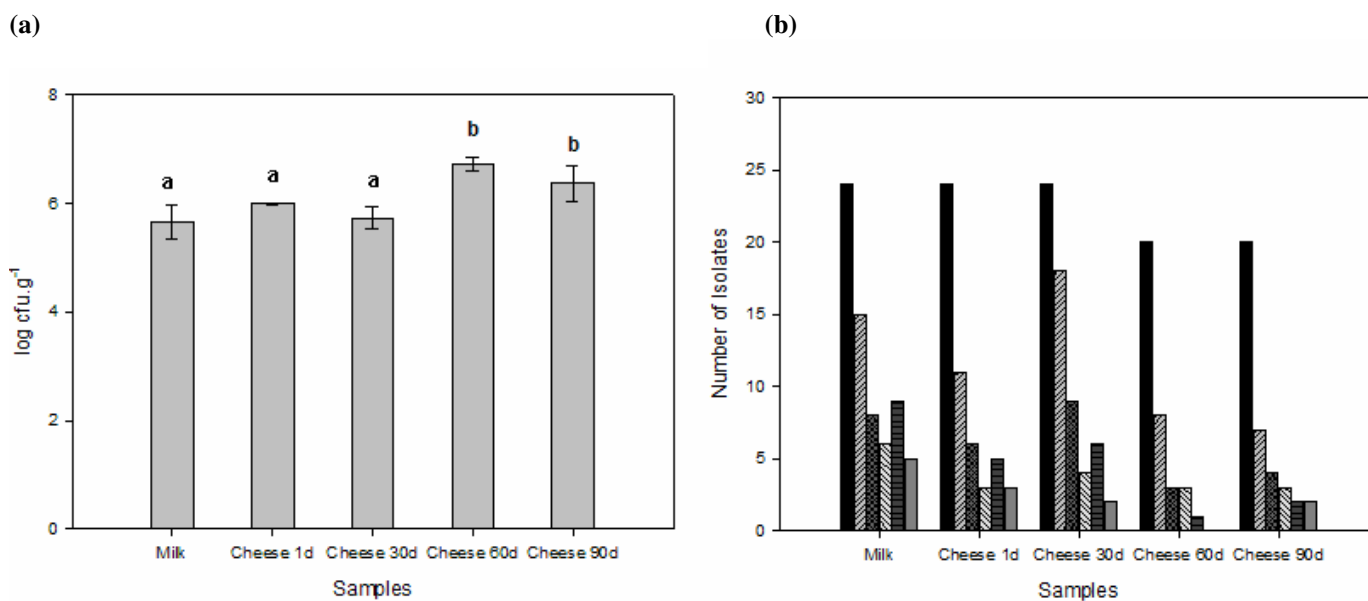 (a)
(b)
8
6
4
2
0
log cfu.g⁻¹
a
a
a
b
b
Milk
Cheese 1d
Cheese 30d
Cheese 60d
Cheese 90d
Samples
30
25
20
15
10
5
0
Number of Isolates
Milk
Cheese 1d
Cheese 30d
Cheese 60d
Cheese 90d
Samples